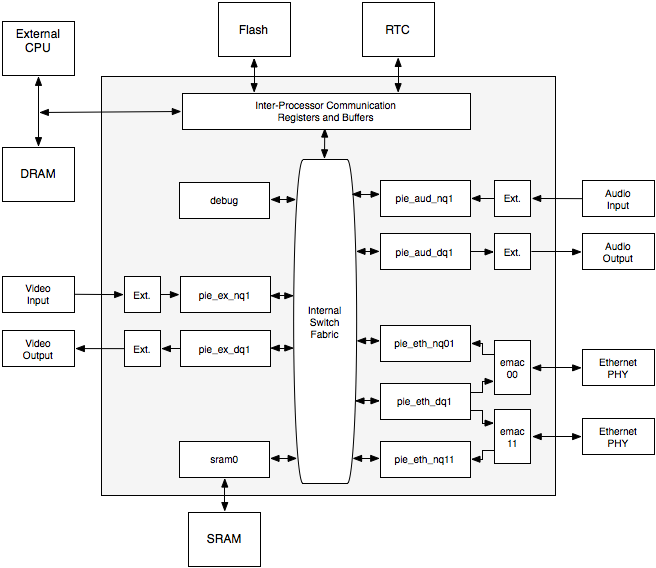 External
CPU
Flash
RTC
Inter-Processor Communication
Registers and Buffers
DRAM
debug
pie_aud_nq1
Ext.
Audio
Input
pie_aud_dq1
Ext.
Audio
Output
Video
Input
Ext.
pie_ex_nq1
Internal
Switch
Fabric
Video
Output
Ext.
pie_ex_dq1
pie_eth_nq01
emac
00
Ethernet
PHY
pie_eth_dq1
emac
11
Ethernet
PHY
sram0
pie_eth_nq11
SRAM